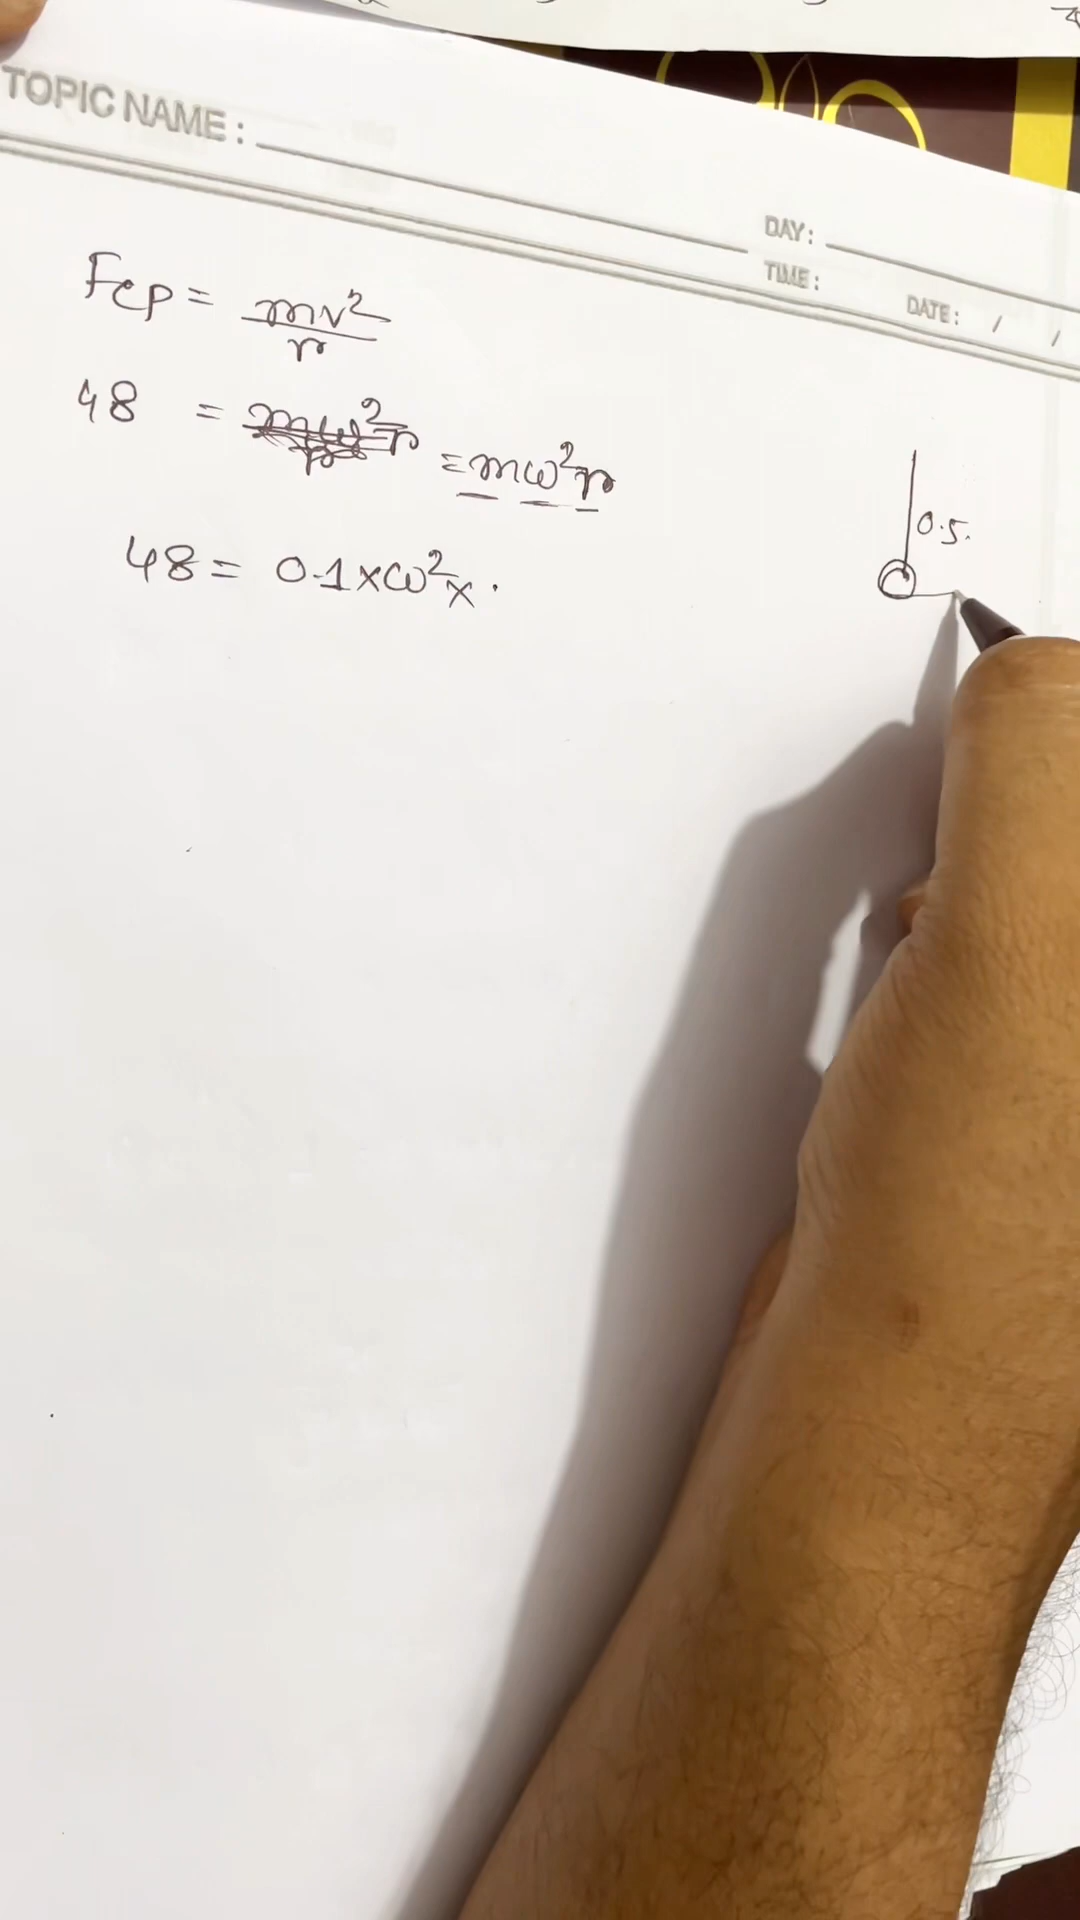 TOPIC NAME :
DAY :
TIME :
DATE : / /
Fcp = mv²/r
48 = = mω²r
48 = 0.1×ω²×.
0.5.